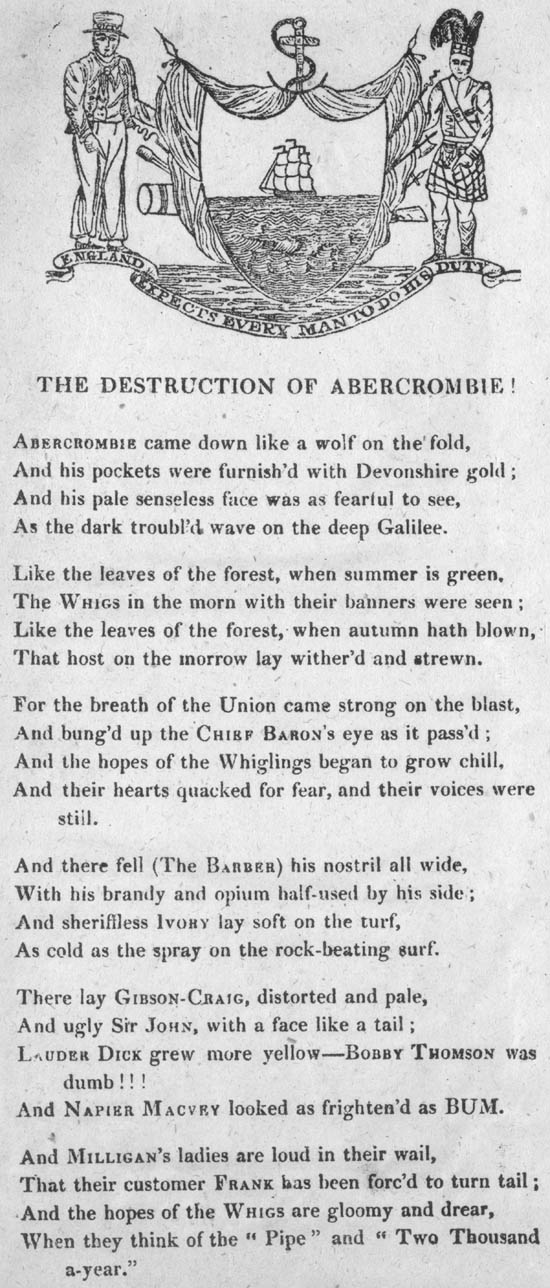 ENGLAND
EXPECTS EVERY MAN TO DO HIS DUTY
THE DESTRUCTION OF ABERCROMBIE!
ABERCROMBIE came down like a wolf on the fold,
And his pockets were furnish'd with Devonshire gold;
And his pale senseless face was as fearful to see,
As the dark troubl'd wave on the deep Galilee.
Like the leaves of the forest, when summer is green,
The WHIGS in the morn with their banners were seen;
Like the leaves of the forest, when autumn hath blown,
That host on the morrow lay wither'd and strewn.
For the breath of the Union came strong on the blast,
And bung'd up the CHIEF BARON's eye as it pass'd;
And the hopes of the Whiglings began to grow chill,
And their hearts quacked for fear, and their voices were
still.
And there fell (The BARBER) his nostril all wide,
With his brandy and opium half-used by his side;
And sheriffless IVORY lay soft on the turf,
As cold as the spray on the rock-beating surf.
There lay GIBSON-CRAIG, distorted and pale,
And ugly Sir JOHN, with a face like a tail;
LAUDER DICK grew more yellow—BOBBY THOMSON was
dumb!!!
And NAPIER MACVEY looked as frighten'd as BUM.
And MILLIGAN's ladies are loud in their wail,
That their customer FRANK has been forc'd to turn tail;
And the hopes of the WHIGS are gloomy and drear,
When they think of the "Pipe" and "Two Thousand
a-year."